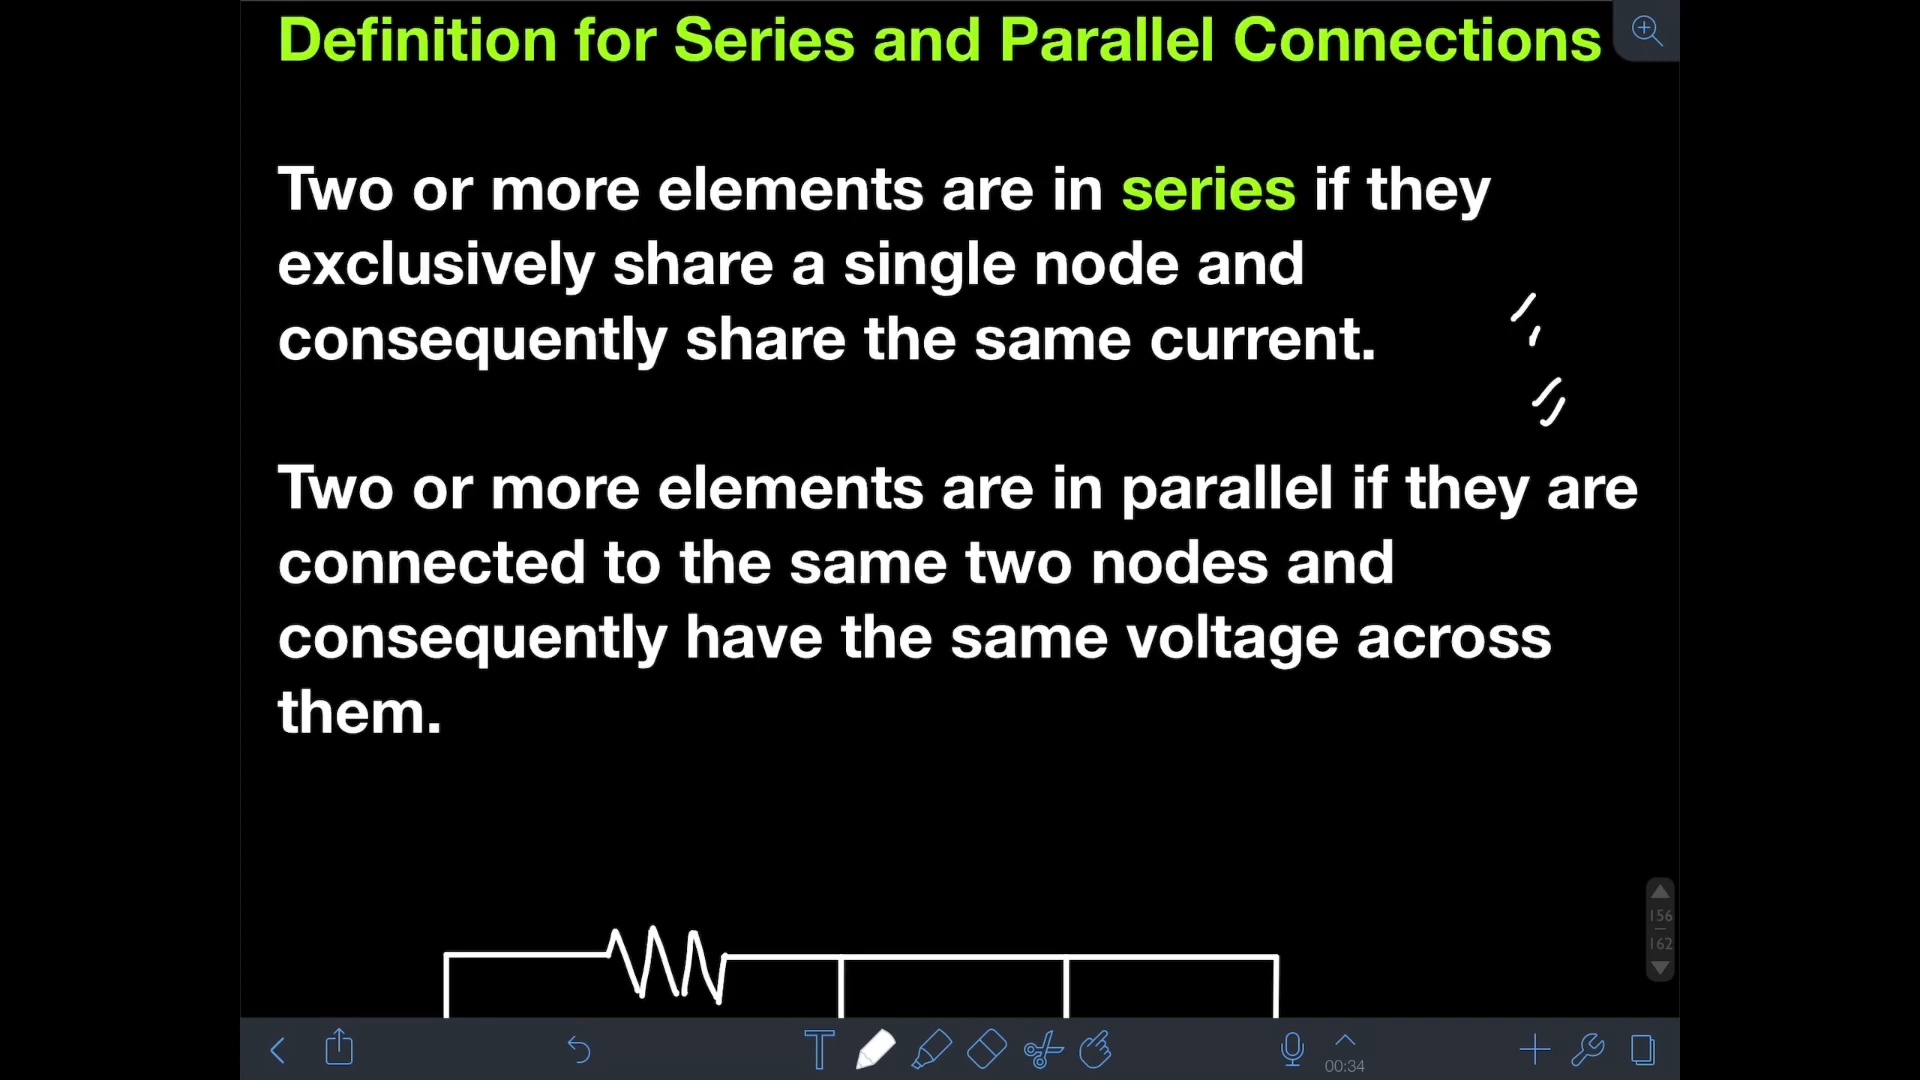 Definition for Series and Parallel Connections
Two or more elements are in series if they
exclusively share a single node and
consequently share the same current.
Two or more elements are in parallel if they are
connected to the same two nodes and
consequently have the same voltage across
them.
156
162
T
00:34